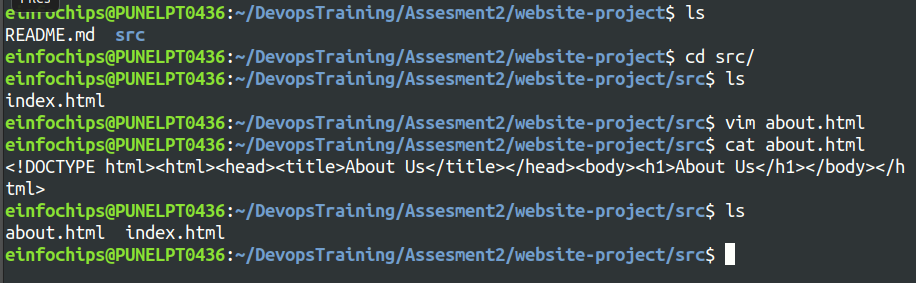 einfochips@PUNELPT0436:~/DevopsTraining/Assesment2/website-project$ ls
README.md  src
einfochips@PUNELPT0436:~/DevopsTraining/Assesment2/website-project$ cd src/
einfochips@PUNELPT0436:~/DevopsTraining/Assesment2/website-project/src$ ls
index.html
einfochips@PUNELPT0436:~/DevopsTraining/Assesment2/website-project/src$ vim about.html
einfochips@PUNELPT0436:~/DevopsTraining/Assesment2/website-project/src$ cat about.html
<!DOCTYPE html><html><head><title>About Us</title></head><body><h1>About Us</h1></body></h
tml>
einfochips@PUNELPT0436:~/DevopsTraining/Assesment2/website-project/src$ ls
about.html  index.html
einfochips@PUNELPT0436:~/DevopsTraining/Assesment2/website-project/src$